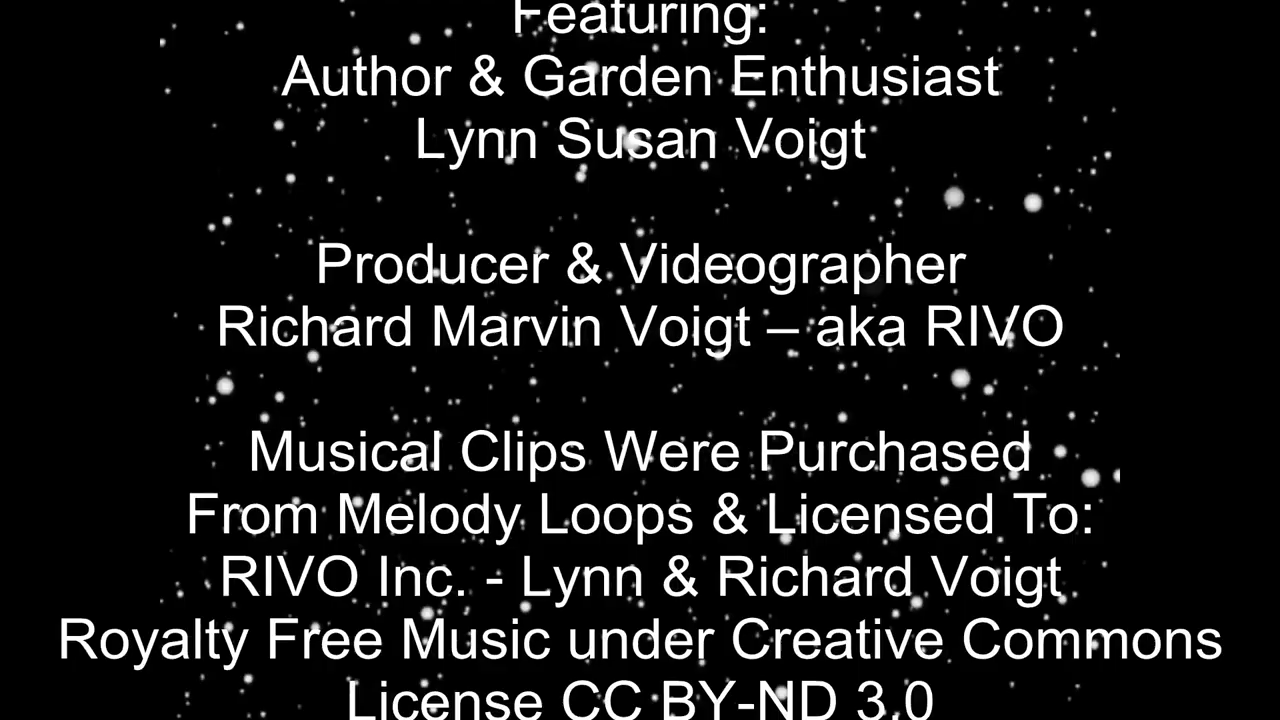 Featuring:
Author & Garden Enthusiast
Lynn Susan Voigt
Producer & Videographer
Richard Marvin Voigt – aka RIVO
Musical Clips Were Purchased
From Melody Loops & Licensed To:
RIVO Inc. - Lynn & Richard Voigt
Royalty Free Music under Creative Commons
License CC BY-ND 3.0